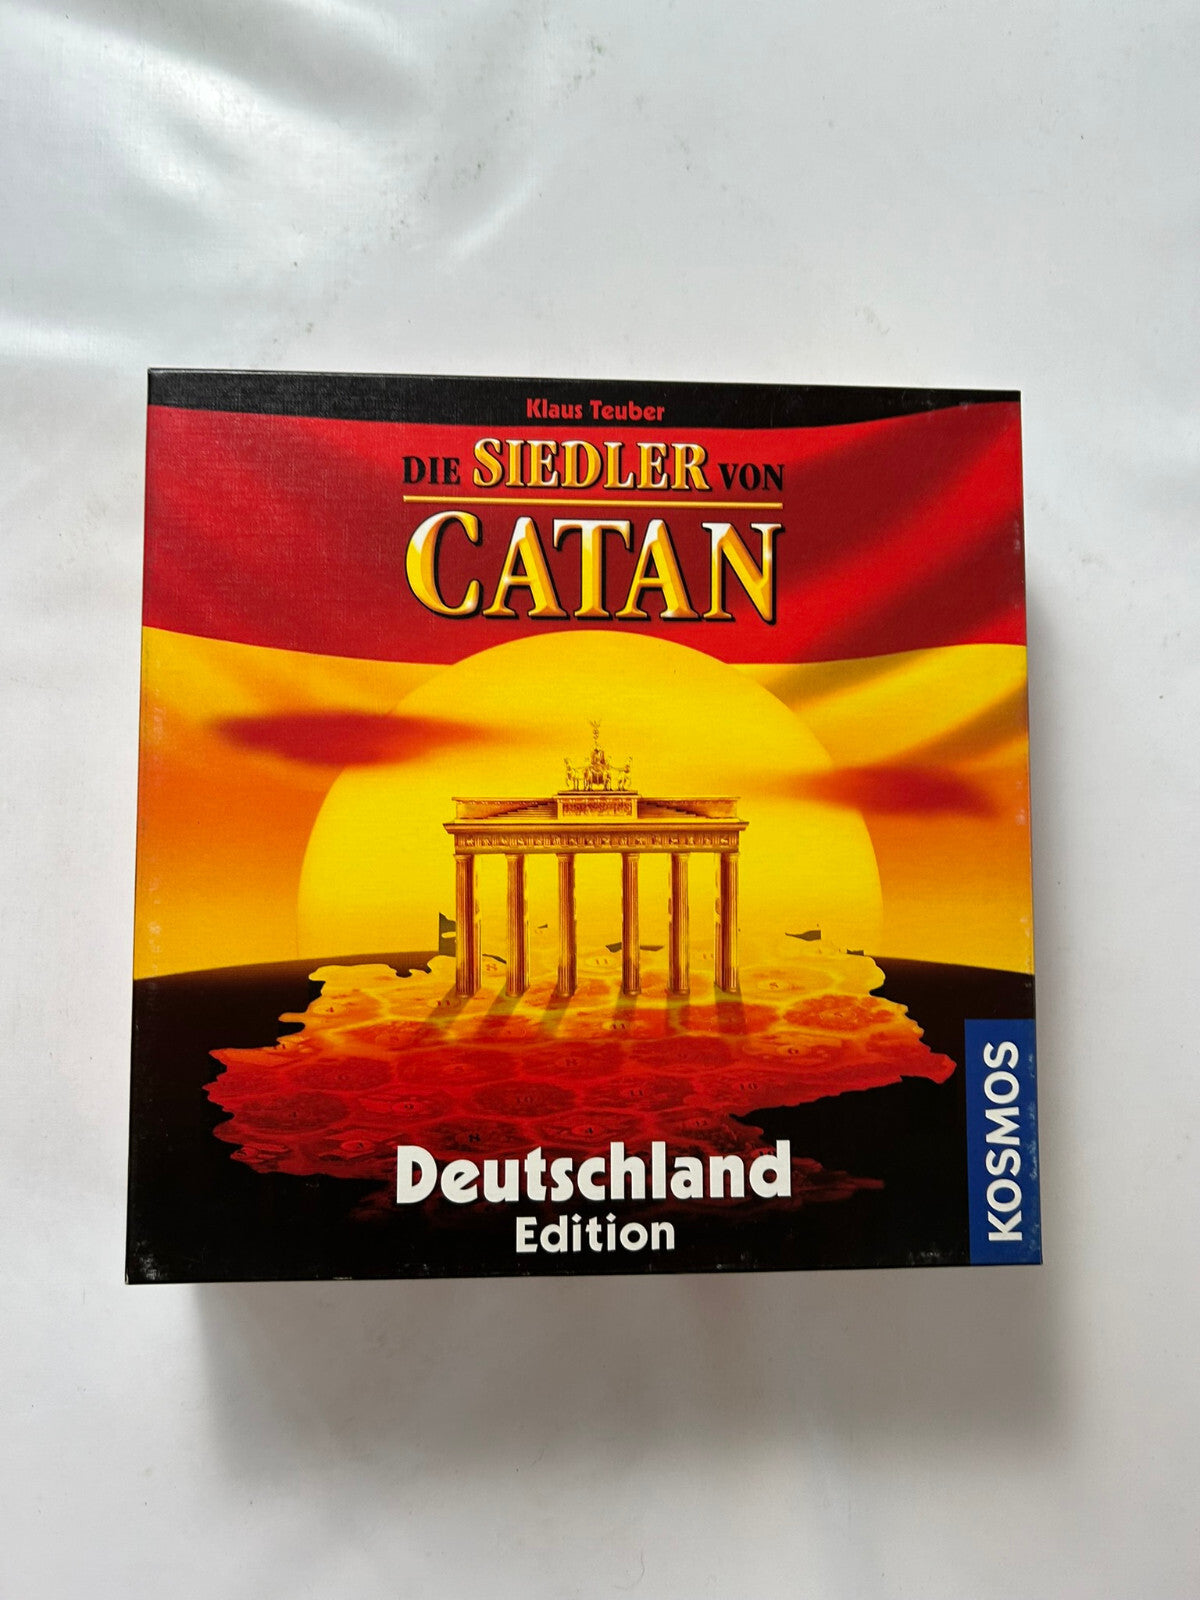 Klaus Teuber
DIE SIEDLER VON
CATAN
Deutschland
Edition
KOSMOS